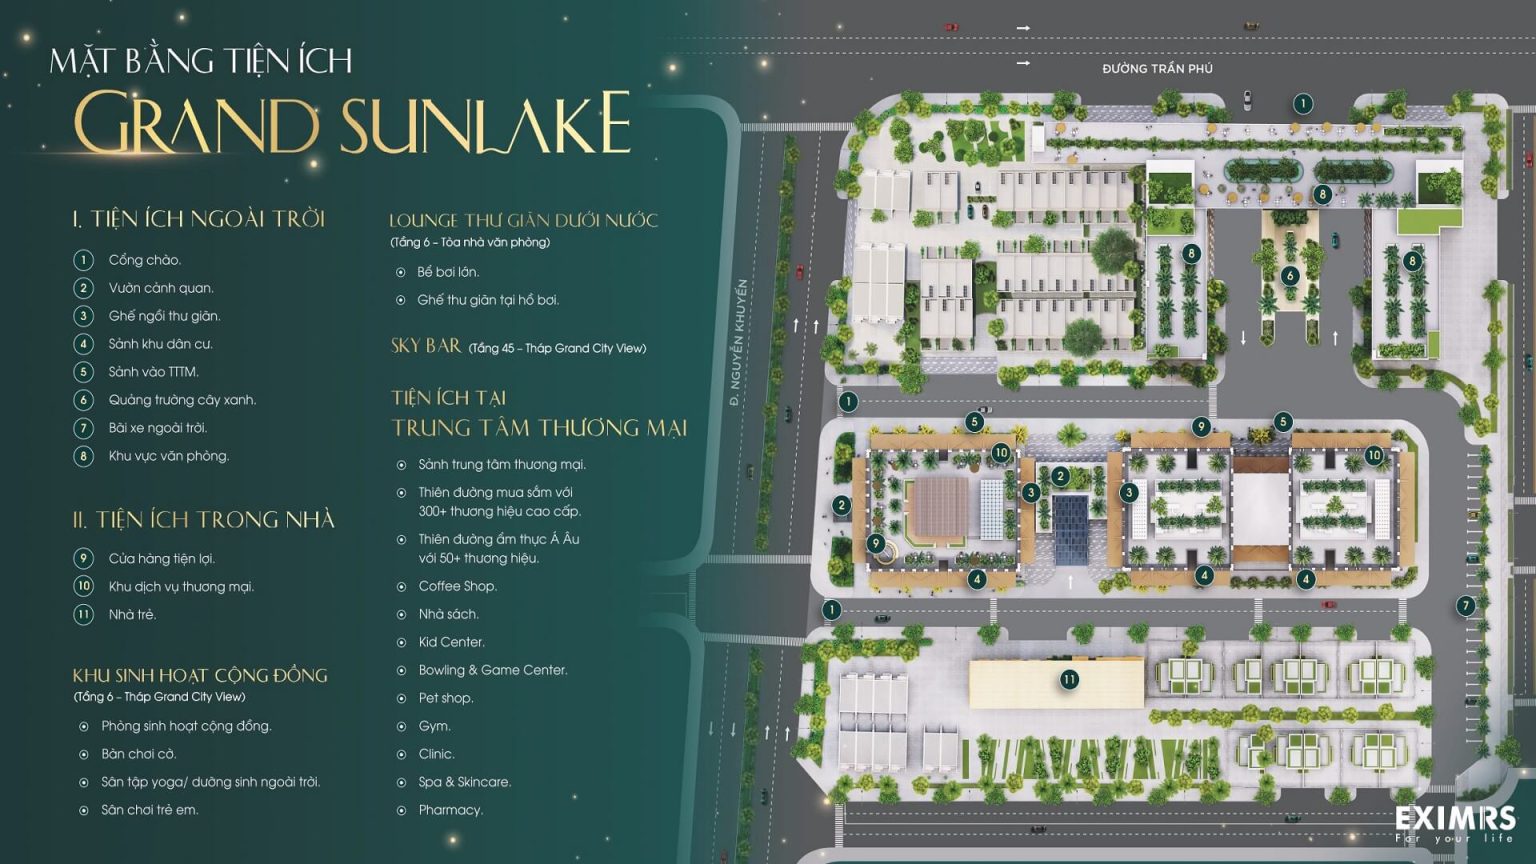 MẶT BẰNG TIỆN ÍCH
GRAND SUNLAKE
I. TIỆN ÍCH NGOÀI TRỜI
1 Cổng chào.
2 Vườn cảnh quan.
3 Ghế ngồi thư giãn.
4 Sảnh khu dân cư.
5 Sảnh vào TTTM.
6 Quảng trường cây xanh.
7 Bãi xe ngoài trời.
8 Khu vực văn phòng.
II. TIỆN ÍCH TRONG NHÀ
9 Cửa hàng tiện lợi.
10 Khu dịch vụ thương mại.
11 Nhà trẻ.
KHU SINH HOẠT CỘNG ĐỒNG
(Tầng 6 – Tháp Grand City View)
Phòng sinh hoạt cộng đồng.
Bàn chơi cờ.
Sân tập yoga/ dưỡng sinh ngoài trời.
Sân chơi trẻ em.
LOUNGE THƯ GIÃN DƯỚI NƯỚC
(Tầng 6 – Tòa nhà văn phòng)
Bể bơi lớn.
Ghế thư giãn tại hồ bơi.
SKY BAR (Tầng 45 – Tháp Grand City View)
TIỆN ÍCH TẠI
TRUNG TÂM THƯƠNG MẠI
Sảnh trung tâm thương mại.
Thiên đường mua sắm với
300+ thương hiệu cao cấp.
Thiên đường ẩm thực Á Âu
với 50+ thương hiệu.
Coffee Shop.
Nhà sách.
Kid Center.
Bowling & Game Center.
Pet shop.
Gym.
Clinic.
Spa & Skincare.
Pharmacy.
ĐƯỜNG TRẦN PHÚ
Đ. NGUYỄN KHUYẾN
1
8
8
8
6
1
5
9
5
10
10
2
3
3
2
9
4
4
4
1
7
11
EXIMRS
For your life